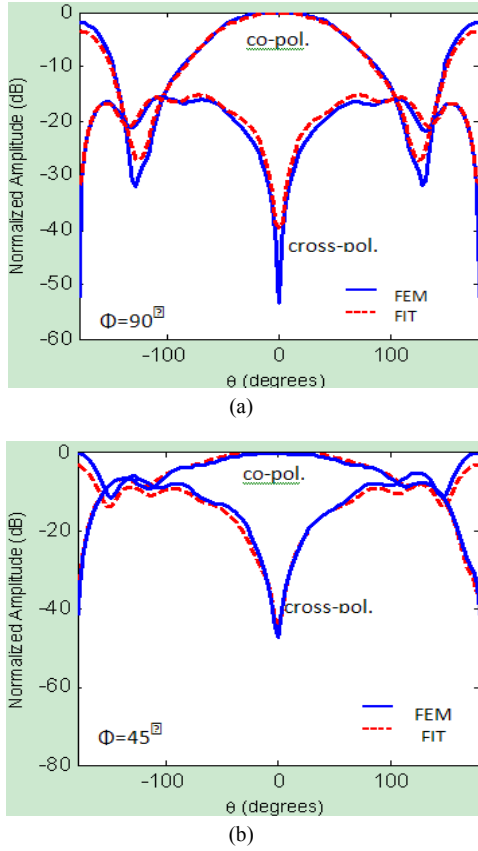 0
co-pol.
-10
-20
-30
-40
cross-pol.
-50
FEM
FIT
Φ=90
-60
-100 0 100
θ (degrees)
Normalized Amplitude (dB)
(a)
0
co-pol.
-20
-40
cross-pol.
-60
FEM
FIT
Φ=45
-80
-100 0 100
θ (degrees)
Normalized Amplitude (dB)
(b)